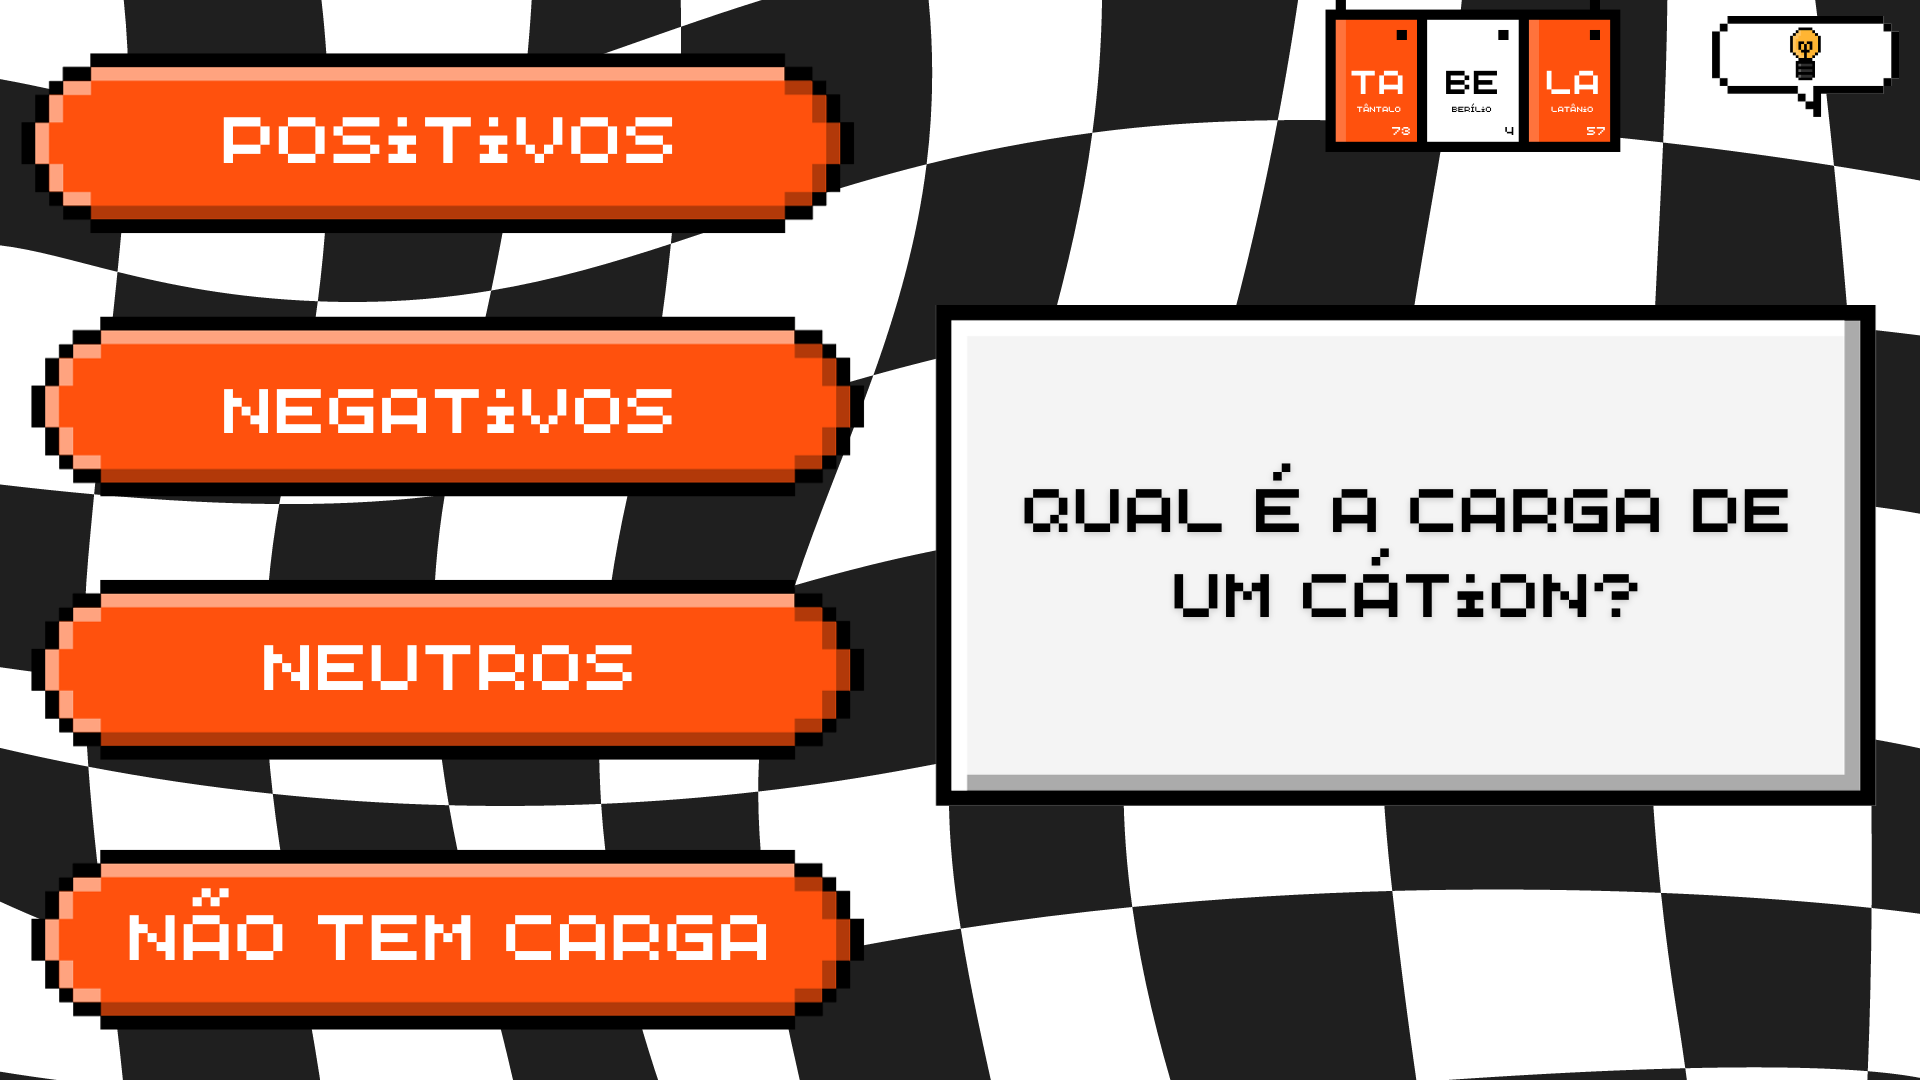 POSiTiVOS
NEGATiVOS
NEUTROS
NÃO TEM CARGA
TA BE LA
TÂNTALO BERÍLiO LATÂNiO
73 4 57
QUAL É A CARGA DE
UM CÁTiON?